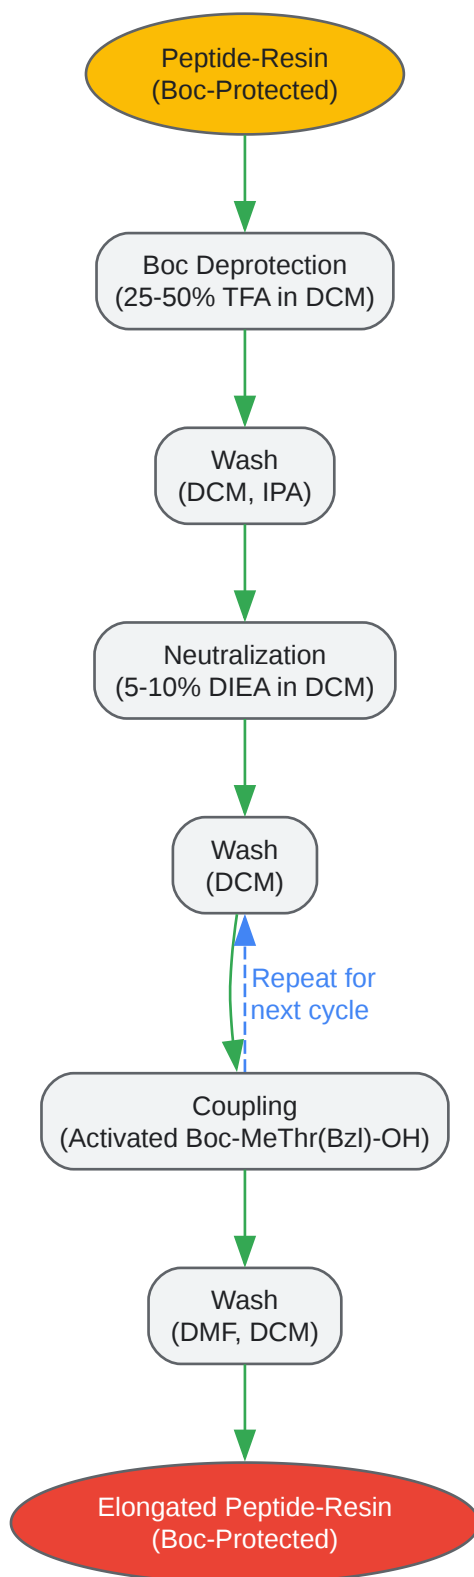 Peptide-Resin
(Boc-Protected)
Boc Deprotection
(25-50% TFA in DCM)
Wash
(DCM, IPA)
Neutralization
(5-10% DIEA in DCM)
Wash
(DCM)
Repeat for
next cycle
Coupling
(Activated Boc-MeThr(Bzl)-OH)
Wash
(DMF, DCM)
Elongated Peptide-Resin
(Boc-Protected)